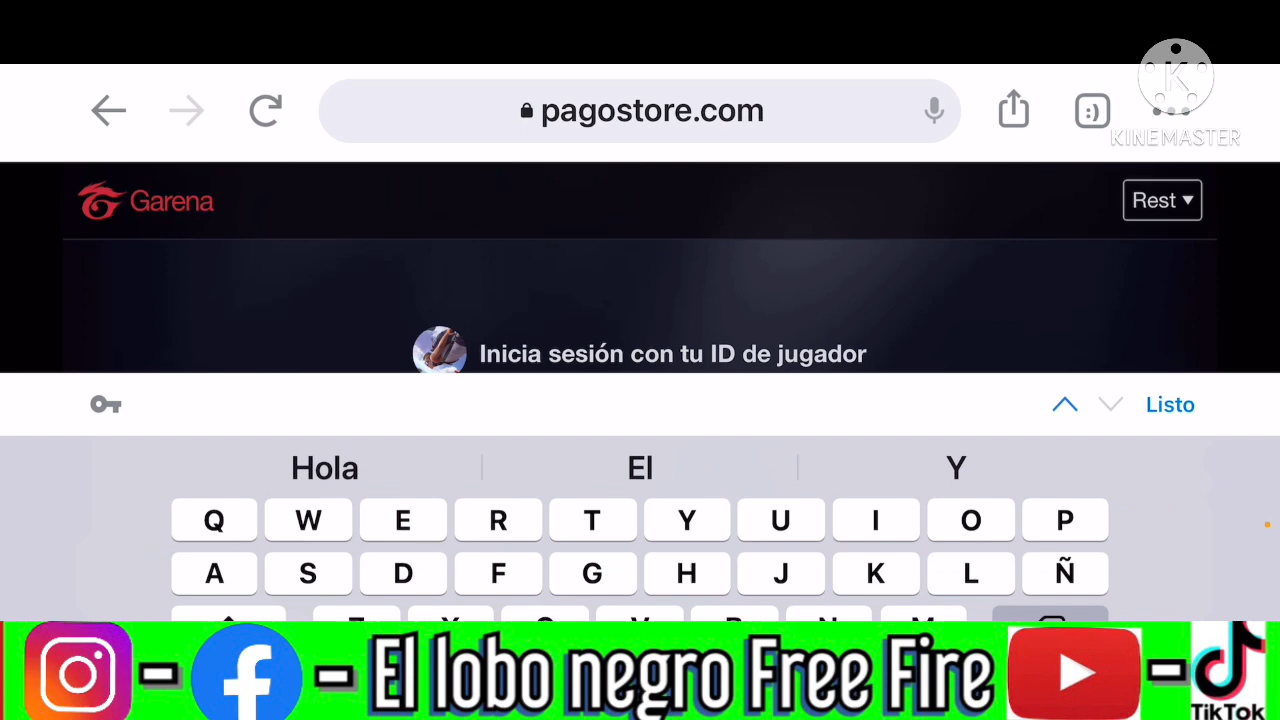 pagostore.com
:)
K
KINEMASTER
Garena
Rest ▾
Inicia sesión con tu ID de jugador
Listo
Hola El Y
Q W E R T Y U I O P
A S D F G H J K L Ñ
Z X C V B N M
- - El lobo negro Free Fire -
TikTok